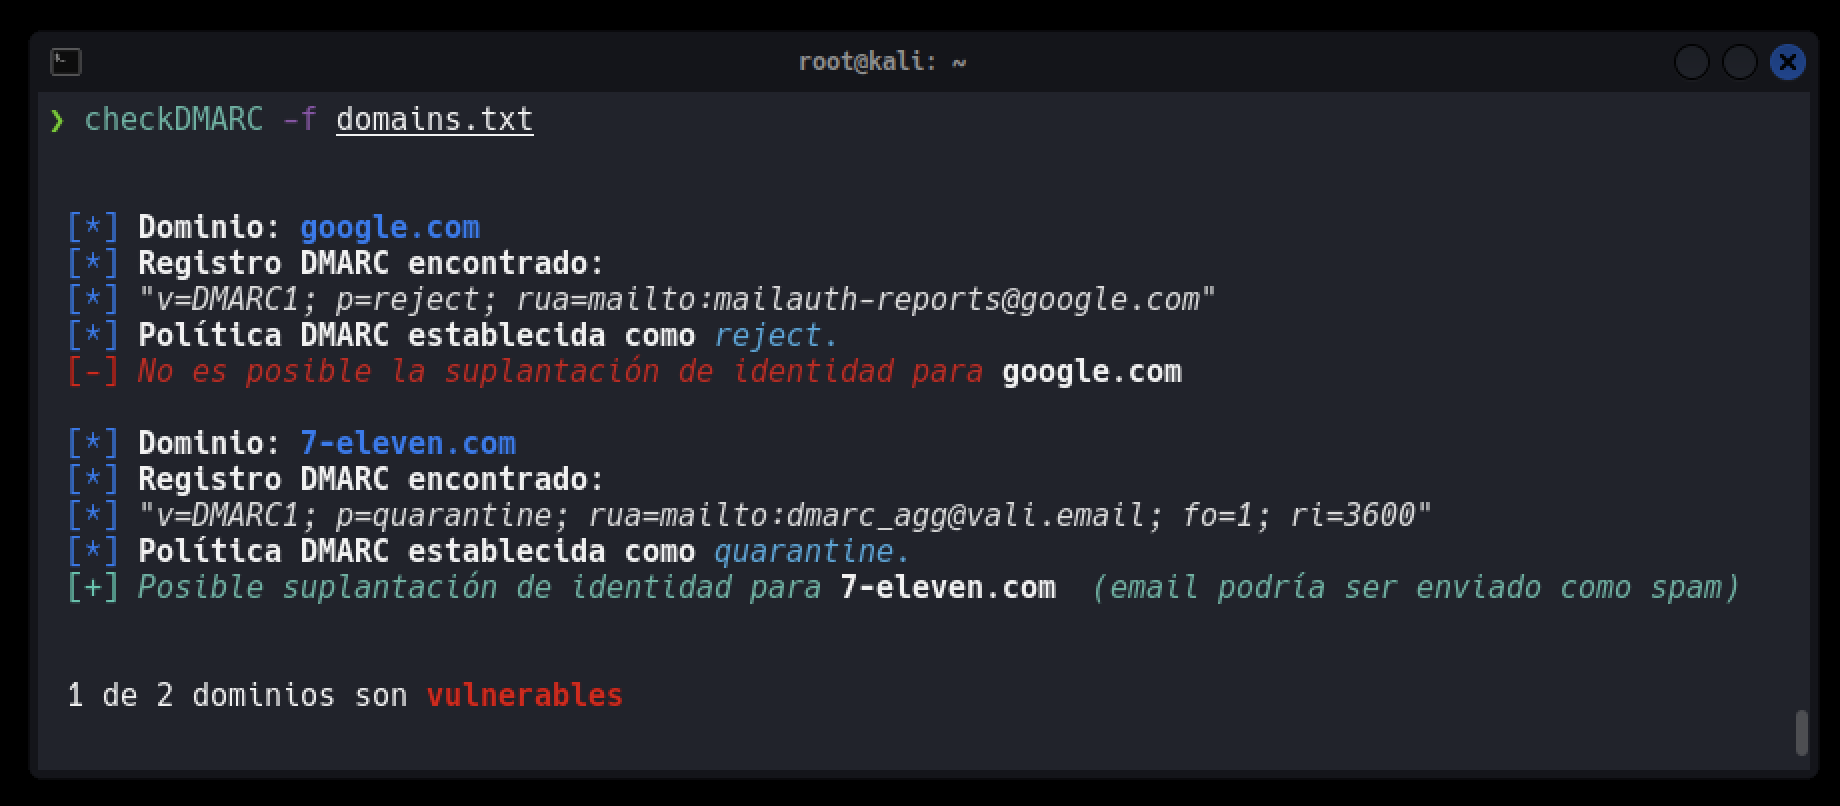 root@kali: ~
❯ checkDMARC -f domains.txt
[*] Dominio: google.com
[*] Registro DMARC encontrado:
[*] "v=DMARC1; p=reject; rua=mailto:mailauth-reports@google.com"
[*] Política DMARC establecida como reject.
[-] No es posible la suplantación de identidad para google.com
[*] Dominio: 7-eleven.com
[*] Registro DMARC encontrado:
[*] "v=DMARC1; p=quarantine; rua=mailto:dmarc_agg@vali.email; fo=1; ri=3600"
[*] Política DMARC establecida como quarantine.
[+] Posible suplantación de identidad para 7-eleven.com  (email podría ser enviado como spam)
1 de 2 dominios son vulnerables